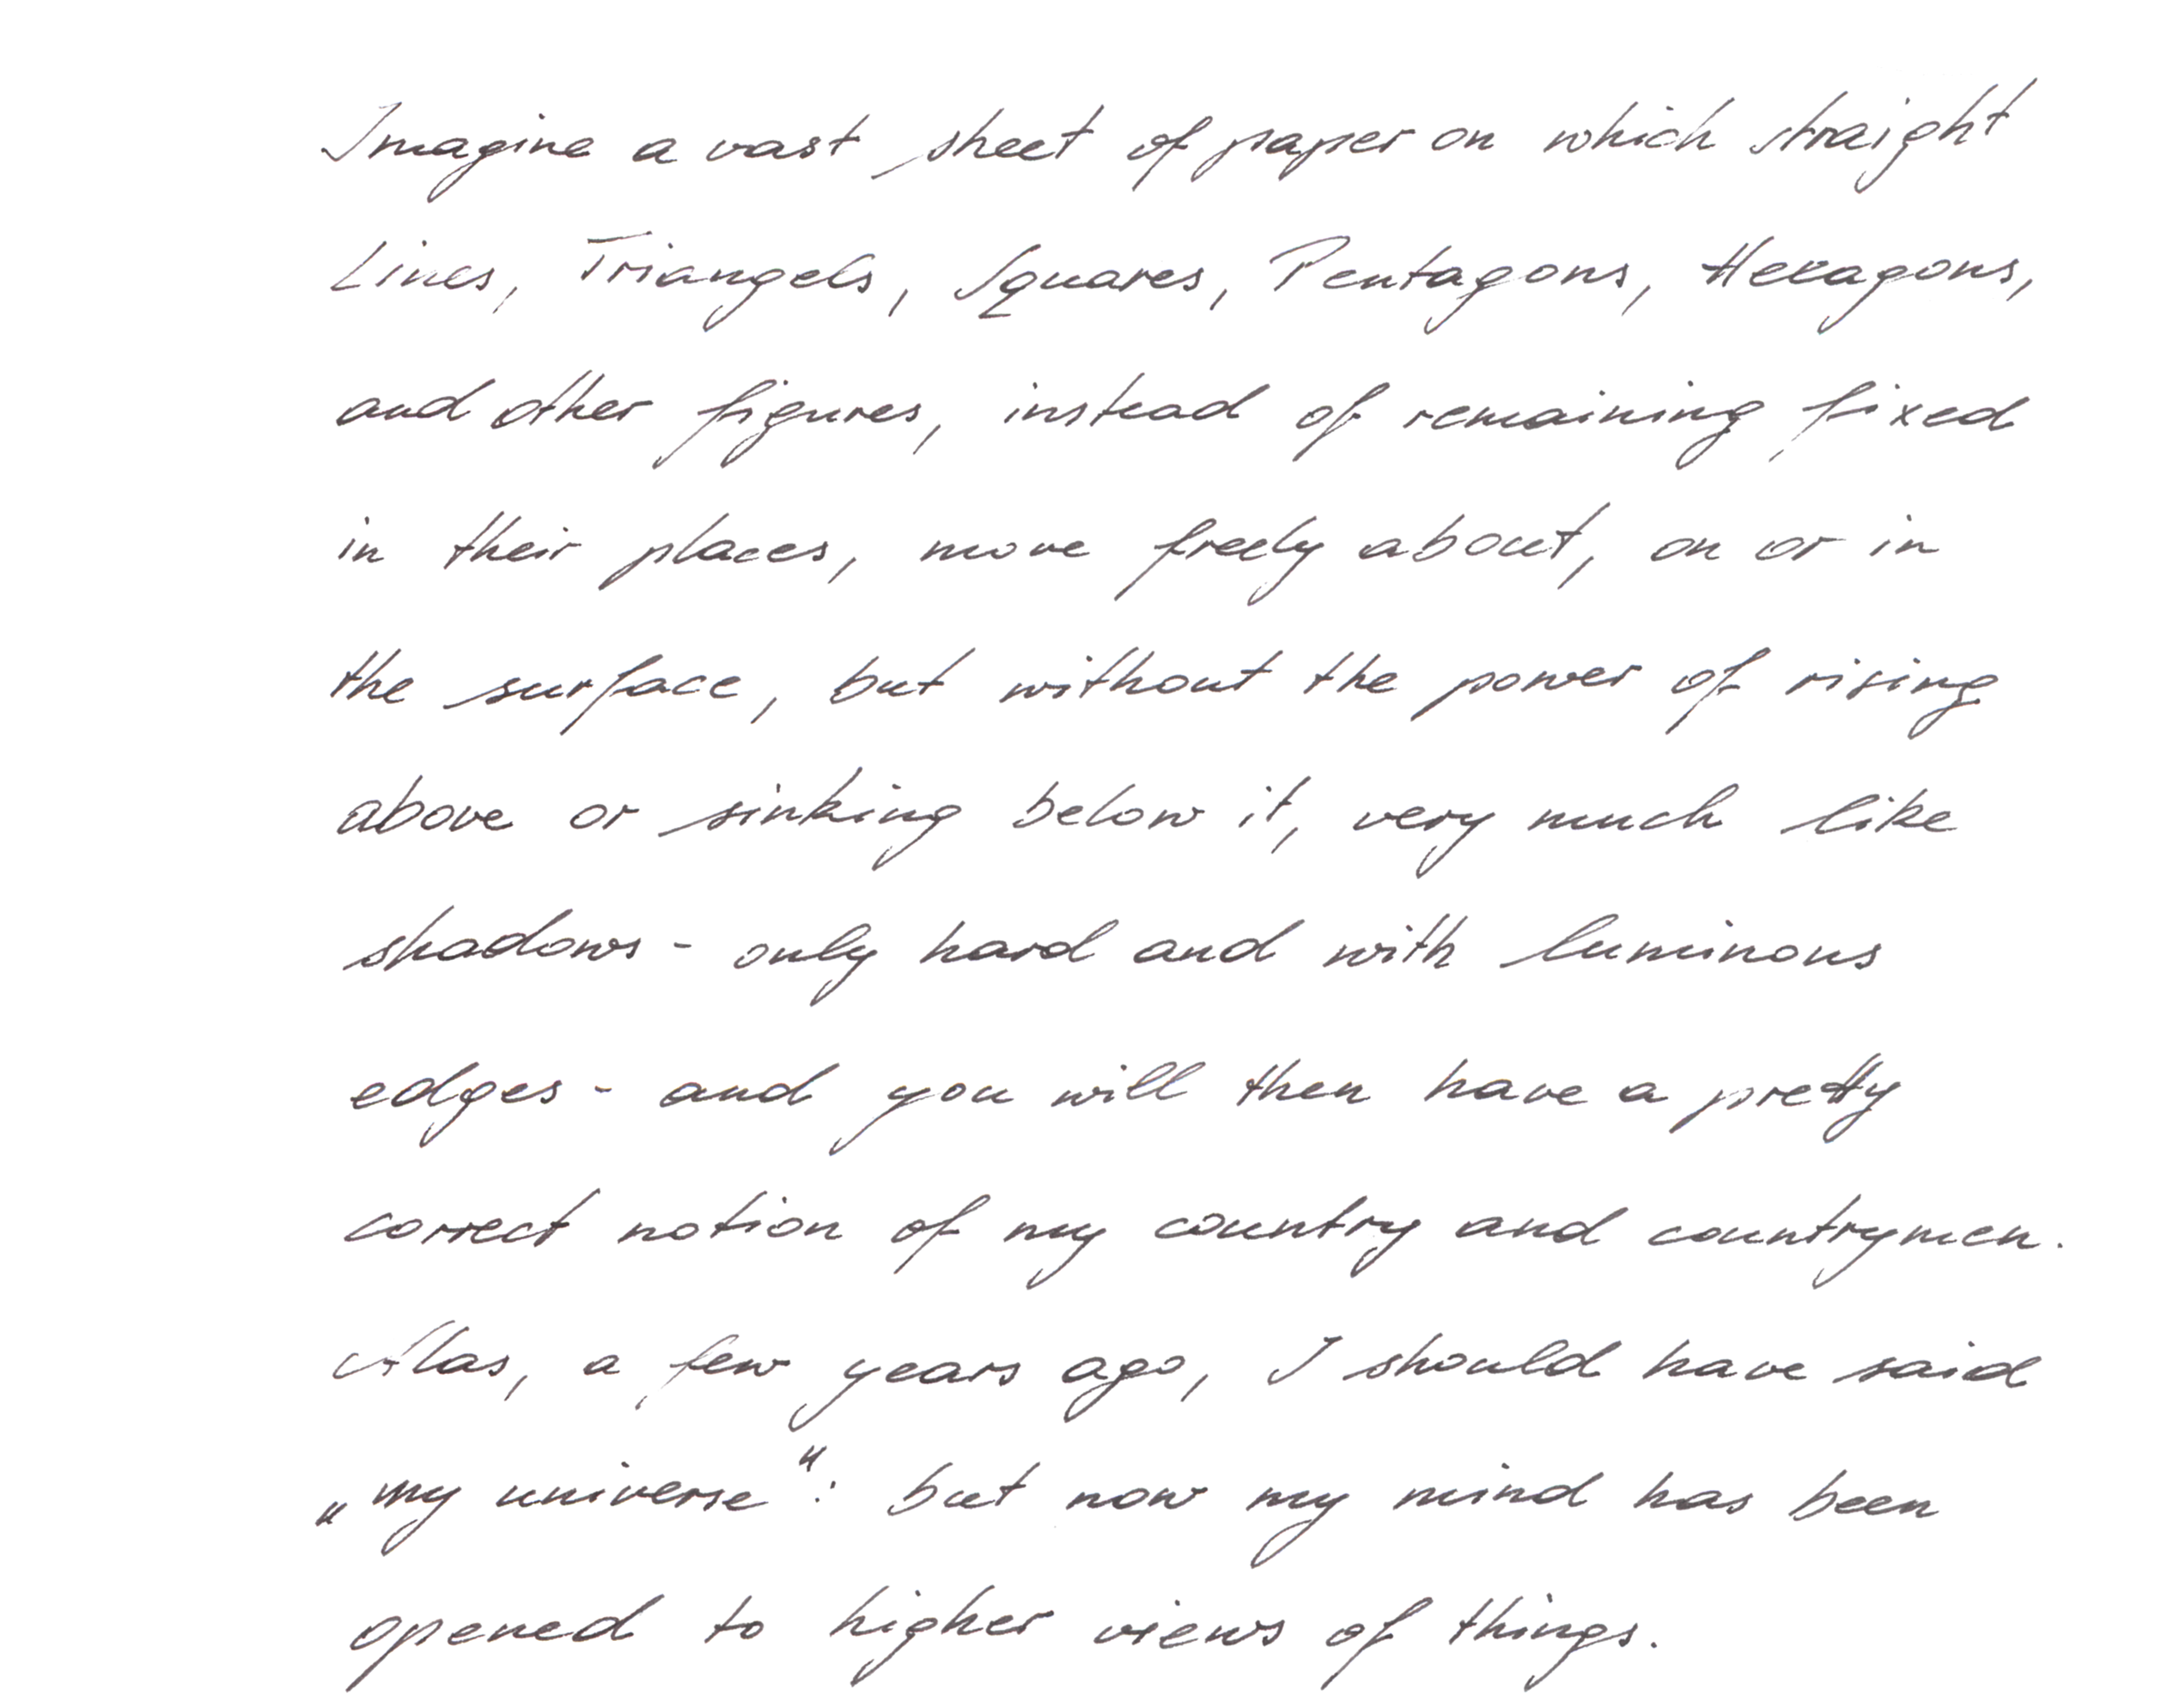 Imagine a vast sheet of paper on which straight
Lines, Triangels, Squares, Pentagons, Hexagons,
and other figures, instead of remaining fixed
in their places, move freely about, on or in
the surface, but without the power of rising
above or sinking below it, very much like
shadows - only hard and with luminous
edges - and you will then have a pretty
correct notion of my country and countrymen.
Alas, a few years ago, I should have said
„my universe“: but now my mind has been
opened to higher views of things.